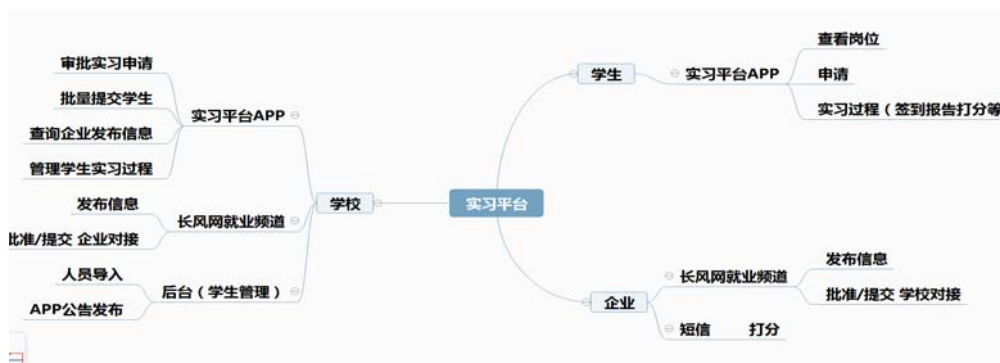 实习平台
学校
实习平台APP
审批实习申请
批量提交学生
查询企业发布信息
管理学生实习过程
长风网就业频道
发布信息
批准/提交 企业对接
后台（学生管理）
人员导入
APP公告发布
学生
实习平台APP
查看岗位
申请
实习过程（签到报告打分等
企业
长风网就业频道
发布信息
批准/提交 学校对接
短信 打分